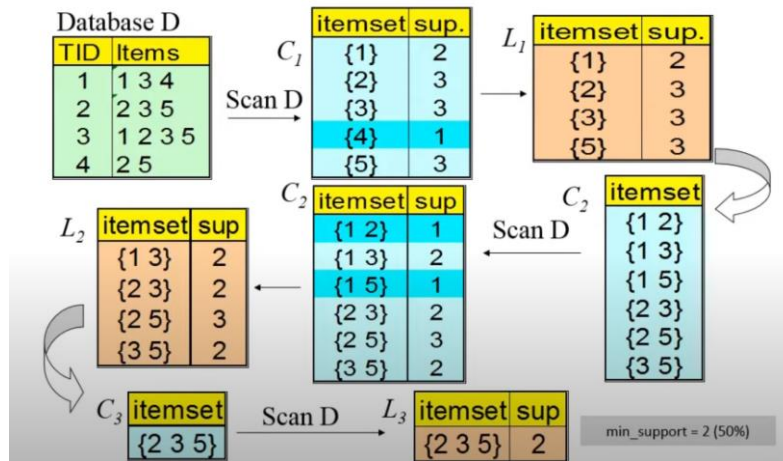 Database D
TID Items
1 1 3 4
2 2 3 5
3 1 2 3 5
4 2 5
Scan D
C1
itemset sup.
{1} 2
{2} 3
{3} 3
{4} 1
{5} 3
L1
itemset sup.
{1} 2
{2} 3
{3} 3
{5} 3
C2
itemset
{1 2}
{1 3}
{1 5}
{2 3}
{2 5}
{3 5}
Scan D
C2
itemset sup
{1 2} 1
{1 3} 2
{1 5} 1
{2 3} 2
{2 5} 3
{3 5} 2
L2
itemset sup
{1 3} 2
{2 3} 2
{2 5} 3
{3 5} 2
C3
itemset
{2 3 5}
Scan D
L3
itemset sup
{2 3 5} 2
min_support = 2 (50%)